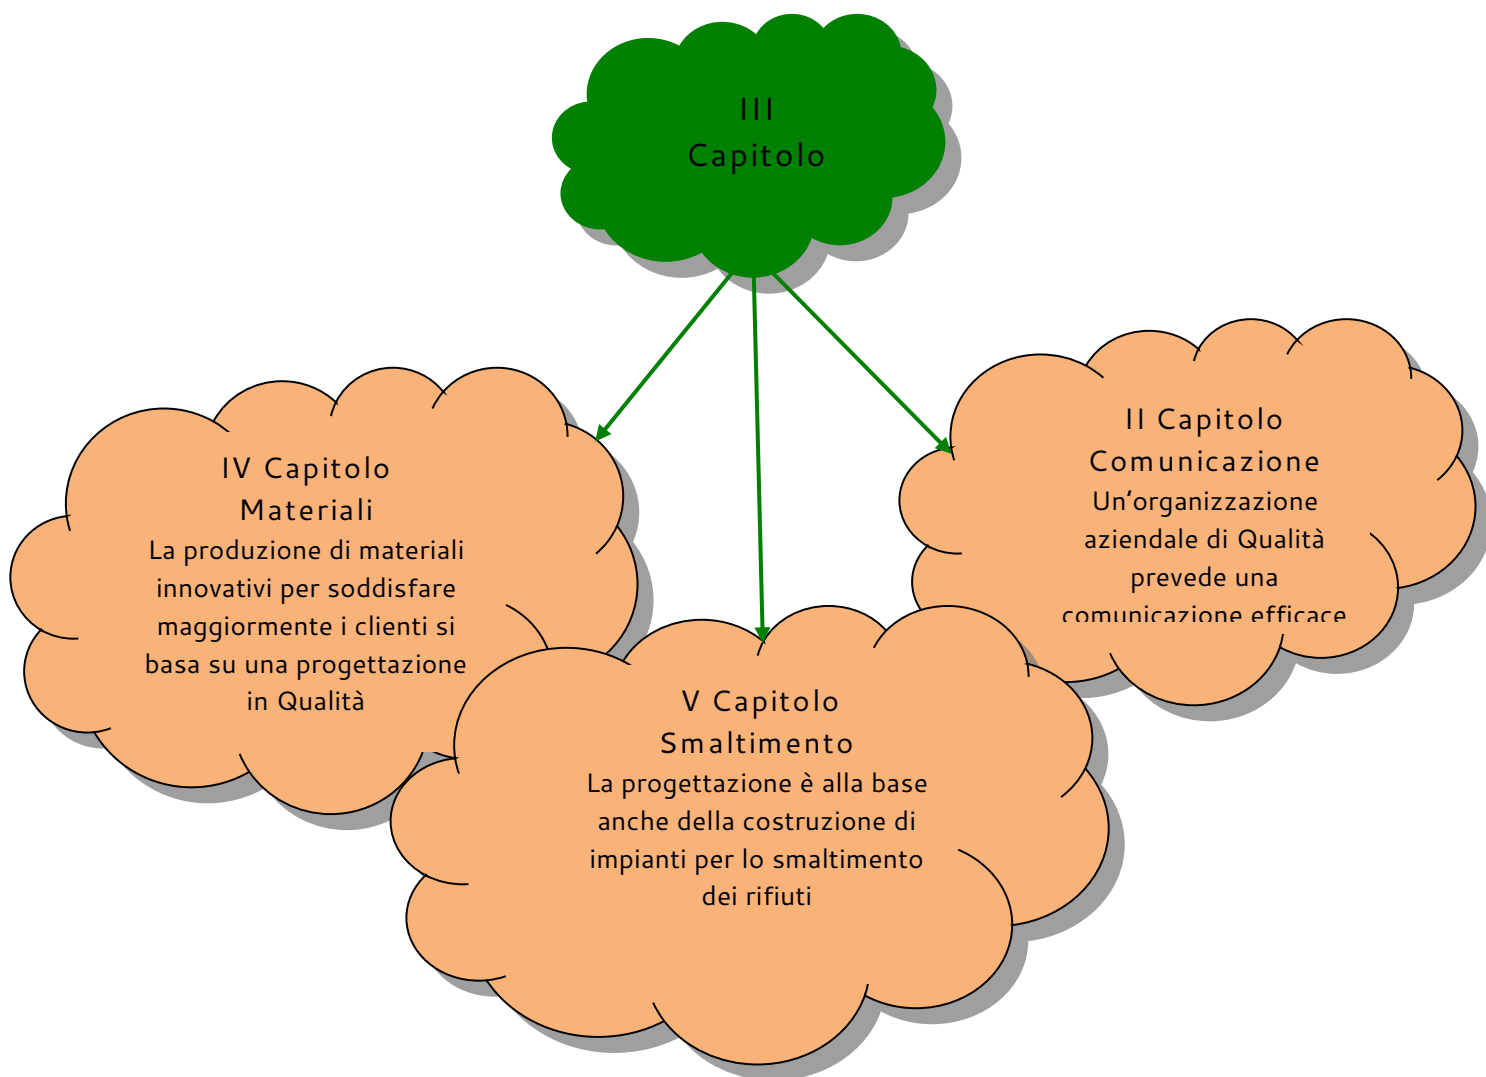 III
Capitolo
IV Capitolo
Materiali
La produzione di materiali
innovativi per soddisfare
maggiormente i clienti si
basa su una progettazione
in Qualità
II Capitolo
Comunicazione
Un’organizzazione
aziendale di Qualità
prevede una
comunicazione efficace
V Capitolo
Smaltimento
La progettazione è alla base
anche della costruzione di
impianti per lo smaltimento
dei rifiuti